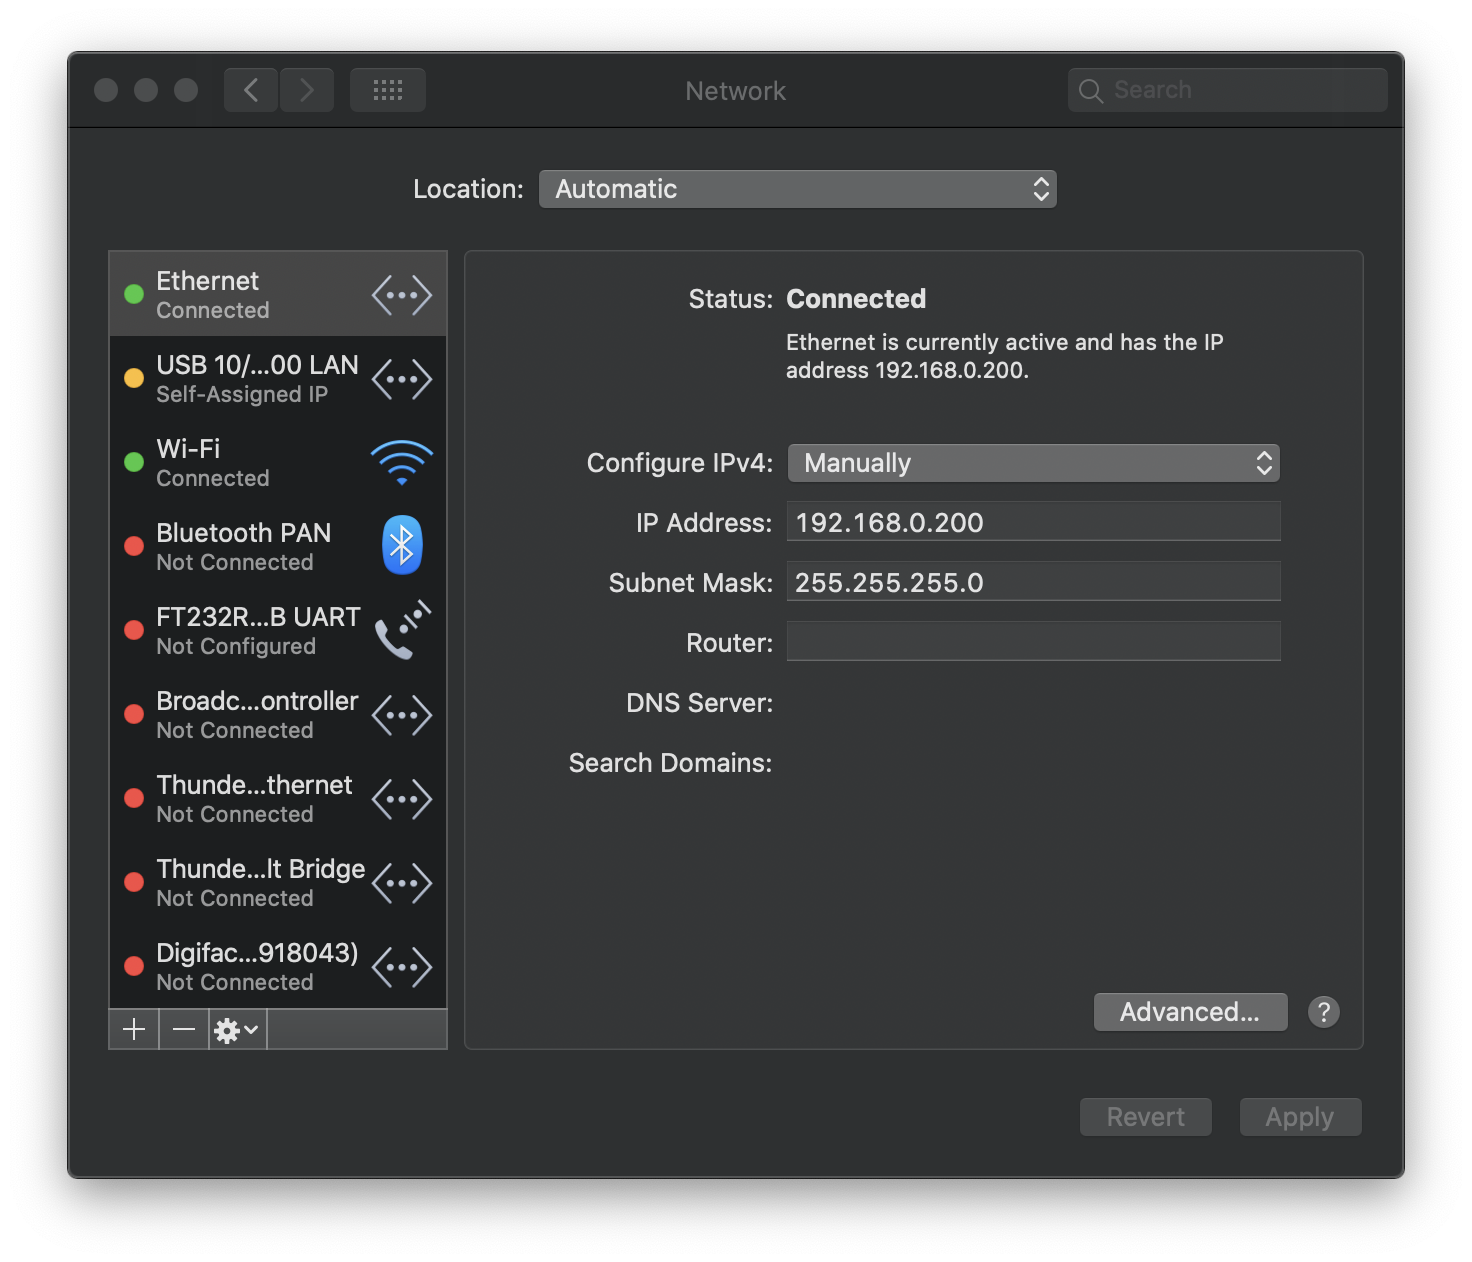 Network
Search
Location: Automatic
Ethernet
Connected
USB 10/...00 LAN
Self-Assigned IP
Wi-Fi
Connected
Bluetooth PAN
Not Connected
FT232R...B UART
Not Configured
Broadc...ontroller
Not Connected
Thunde...thernet
Not Connected
Thunde...lt Bridge
Not Connected
Digifac...918043)
Not Connected
Status: Connected
Ethernet is currently active and has the IP
address 192.168.0.200.
Configure IPv4: Manually
IP Address: 192.168.0.200
Subnet Mask: 255.255.255.0
Router:
DNS Server:
Search Domains:
Advanced... ?
Revert Apply